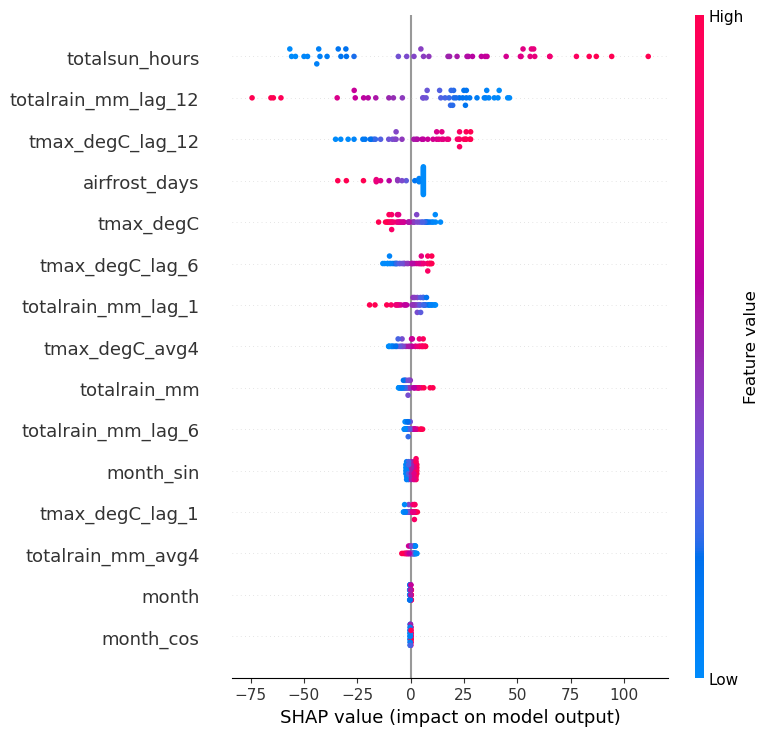 High
totalsun_hours
totalrain_mm_lag_12
tmax_degC_lag_12
airfrost_days
tmax_degC
tmax_degC_lag_6
totalrain_mm_lag_1
tmax_degC_avg4
totalrain_mm
totalrain_mm_lag_6
month_sin
tmax_degC_lag_1
totalrain_mm_avg4
month
month_cos
Feature value
Low
−75 −50 −25 0 25 50 75 100
SHAP value (impact on model output)